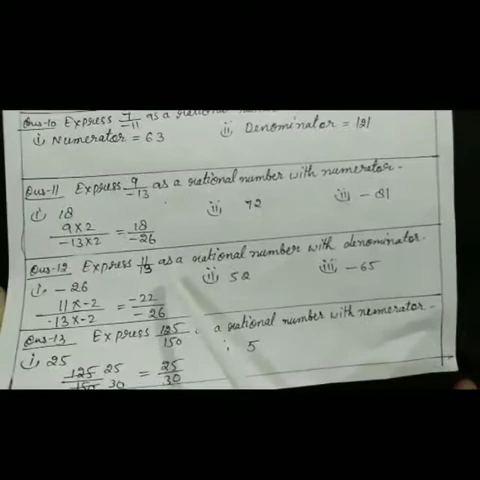 Qus-10 Express 7/-11 as a rational
i, Numerator = 63 ii, Denominator = 121
Qus-11 Express 9/-13 as a rational number with numerator-
i, 18 ii, 72 iii, -81
9×2/-13×2 = 18/-26
Qus-12 Express 11/13 as a rational number with denominator.
i, -26 ii, 52 iii, -65
11×-2/13×-2 = -22/-26
Qus-13 Express 125/150 a rational number with numerator.
i, 25 5
125/150 25/30 = 25/30